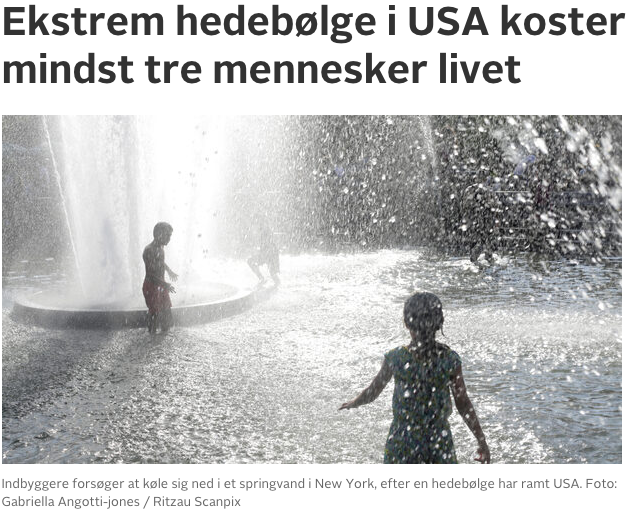 Ekstrem hedebølge i USA koster
mindst tre mennesker livet
Indbyggere forsøger at køle sig ned i et springvand i New York, efter en hedebølge har ramt USA. Foto:
Gabriella Angotti-jones / Ritzau Scanpix